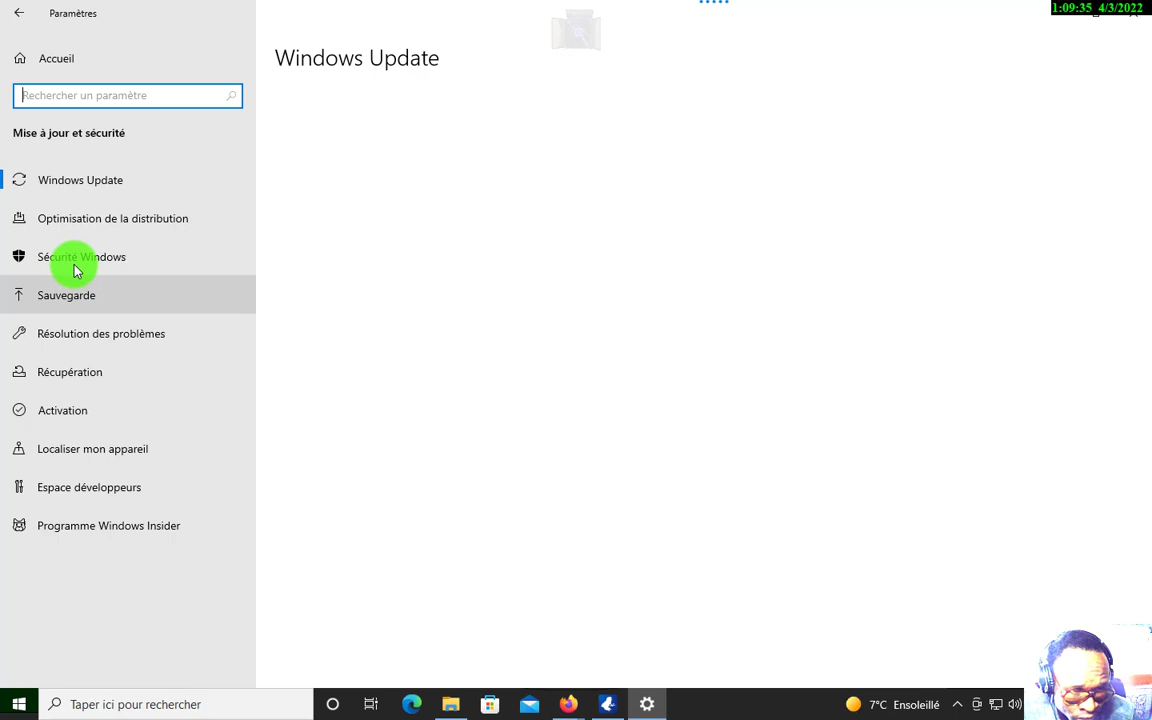 Paramètres
1:09:35 4/3/2022
Accueil
Windows Update
Rechercher un paramètre
Mise à jour et sécurité
Windows Update
Optimisation de la distribution
Sécurité Windows
Sauvegarde
Résolution des problèmes
Récupération
Activation
Localiser mon appareil
Espace développeurs
Programme Windows Insider
Taper ici pour rechercher
7°C Ensoleillé